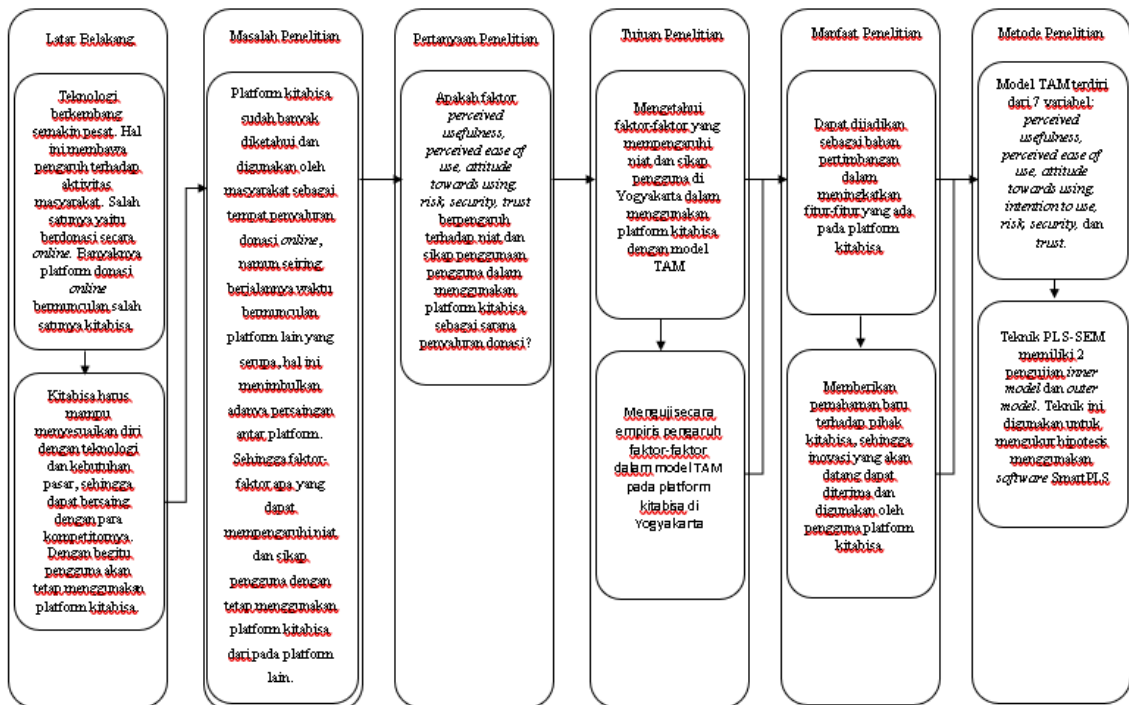 Latar Belakang
Teknologi
berkembang
semakin pesat. Hal
ini membawa
pengaruh terhadap
aktivitas
masyarakat. Salah
satunya yaitu
berdonasi secara
online. Banyaknya
platform donasi
online
bermunculan salah
satunya kitabisa.
Kitabisa harus
mampu
menyesuaikan diri
dengan teknologi
dan kebutuhan
pasar, sehingga
dapat bersaing
dengan para
kompetitornya.
Dengan begitu
pengguna akan
tetap menggunakan
platform kitabisa.
Masalah Penelitian
Platform kitabisa
sudah banyak
diketahui dan
digunakan oleh
masyarakat sebagai
tempat penyaluran
donasi online,
namun seiring
berjalannya waktu
bermunculan
platform lain yang
serupa, hal ini
menimbulkan
adanya persaingan
antar platform.
Sehingga faktor-
faktor apa yang
dapat
mempengaruhi niat
dan sikap
pengguna dengan
tetap menggunakan
platform kitabisa
dari pada platform
lain.
Pertanyaan Penelitian
Apakah faktor
perceived usefulness,
perceived ease of
use, attitude
towards using,
risk, security, trust
berpengaruh
terhadap niat dan
sikap penggunaan
pengguna dalam
menggunakan
platform kitabisa
sebagai sarana
penyaluran donasi?
Tujuan Penelitian
Mengetahui
faktor-faktor yang
mempengaruhi
niat dan sikap
pengguna di
Yogyakarta dalam
menggunakan
platform kitabisa
dengan model
TAM
Menguji secara
empiris pengaruh
faktor-faktor
dalam model TAM
pada platform
kitabisa di
Yogyakarta
Manfaat Penelitian
Dapat dijadikan
sebagai bahan
pertimbangan
dalam
meningkatkan
fitur-fitur yang ada
pada platform
kitabisa
Memberikan
pemahaman baru
terhadap pihak
kitabisa, sehingga
inovasi yang akan
datang dapat
diterima dan
digunakan oleh
pengguna platform
kitabisa
Metode Penelitian
Model TAM terdiri
dari 7 variabel:
perceived
usefulness,
perceived ease of
use, attitude
towards using,
intention to use,
risk, security, dan
trust.
Teknik PLS-SEM
memiliki 2
pengujian inner
model dan outer
model. Teknik ini
digunakan untuk
mengukur hipotesis
menggunakan
software SmartPLS